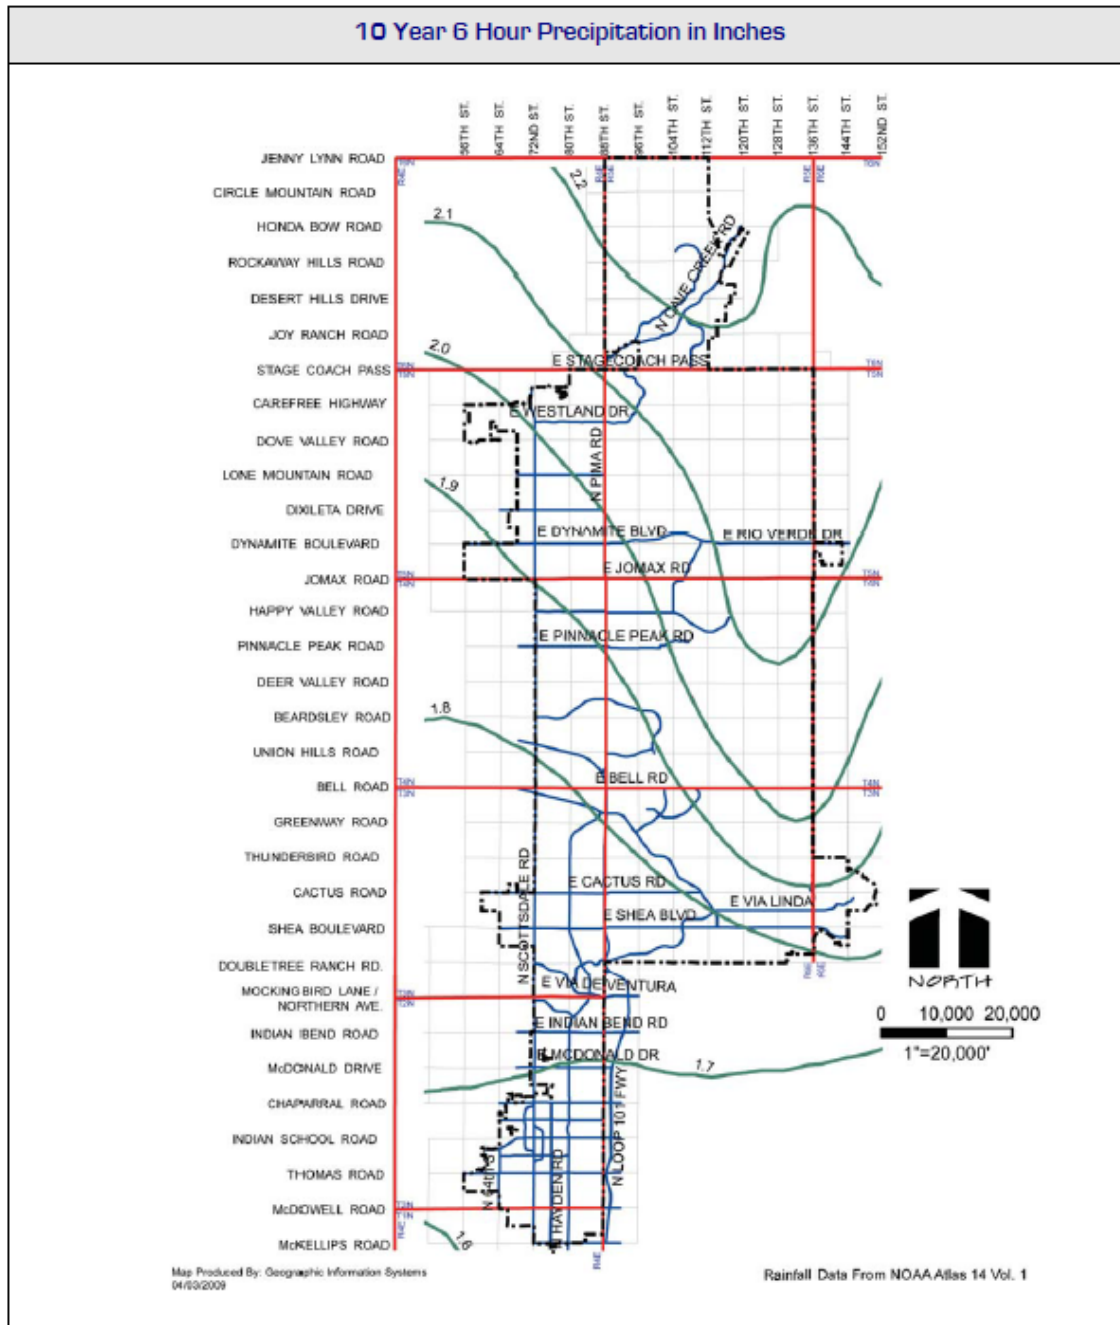 10 Year 6 Hour Precipitation in Inches
56TH ST.
64TH ST.
72ND ST.
80TH ST.
88TH ST.
96TH ST.
104TH ST.
112TH ST.
120TH ST.
128TH ST.
136TH ST.
144TH ST.
152ND ST.
JENNY LYNN ROAD
CIRCLE MOUNTAIN ROAD
HONDA BOW ROAD
ROCKAWAY HILLS ROAD
DESERT HILLS DRIVE
JOY RANCH ROAD
STAGE COACH PASS
CAREFREE HIGHWAY
DOVE VALLEY ROAD
LONE MOUNTAIN ROAD
DIXILETA DRIVE
DYNAMITE BOULEVARD
JOMAX ROAD
HAPPY VALLEY ROAD
PINNACLE PEAK ROAD
DEER VALLEY ROAD
BEARDSLEY ROAD
UNION HILLS ROAD
BELL ROAD
GREENWAY ROAD
THUNDERBIRD ROAD
CACTUS ROAD
SHEA BOULEVARD
DOUBLETREE RANCH RD.
MOCKINGBIRD LANE /
NORTHERN AVE.
INDIAN BEND ROAD
McDONALD DRIVE
CHAPARRAL ROAD
INDIAN SCHOOL ROAD
THOMAS ROAD
McDOWELL ROAD
McKELLIPS ROAD
2.2
2.1
2.0
1.9
1.8
1.7
1.6
N CAVE CREEK RD
E STAGECOACH PASS
E WESTLAND DR
N PIMA RD
E DYNAMITE BLVD
E RIO VERDE DR
E JOMAX RD
E PINNACLE PEAK RD
E BELL RD
N SCOTTSDALE RD
E CACTUS RD
E VIA LINDA
E SHEA BLVD
E VIA DE VENTURA
E INDIAN BEND RD
E MCDONALD DR
N LOOP 101 FWY
N HAYDEN RD
NORTH
0 10,000 20,000
1"=20,000'
Map Produced By: Geographic Information Systems
04/03/2009
Rainfall Data From NOAA Atlas 14 Vol. 1